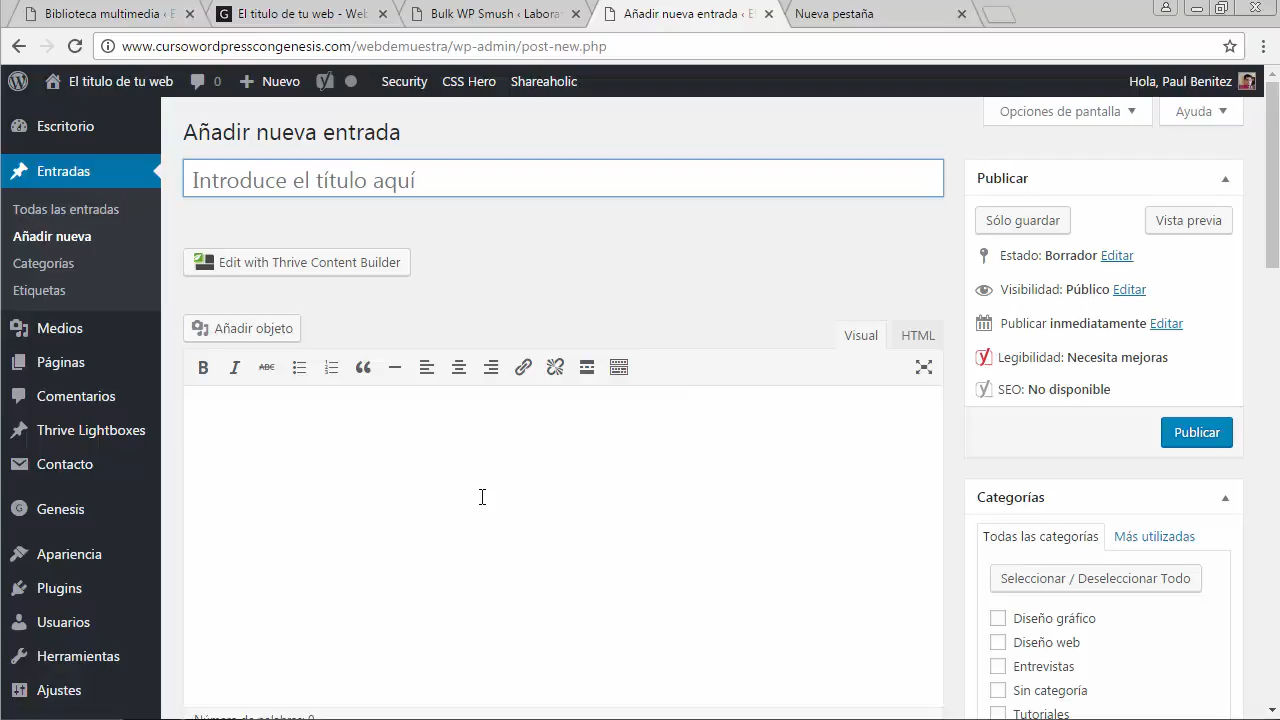 Biblioteca multimedia ‹ E
El titulo de tu web - Web
Bulk WP Smush ‹ Labora
Añadir nueva entrada ‹ E
Nueva pestaña
www.cursowordpresscongenesis.com/webdemuestra/wp-admin/post-new.php
El titulo de tu web
0
Nuevo
Security
CSS Hero
Shareaholic
Hola, Paul Benitez
Opciones de pantalla
Ayuda
Escritorio
Entradas
Todas las entradas
Añadir nueva
Categorías
Etiquetas
Medios
Páginas
Comentarios
Thrive Lightboxes
Contacto
Genesis
Apariencia
Plugins
Usuarios
Herramientas
Ajustes
Añadir nueva entrada
Introduce el título aquí
Edit with Thrive Content Builder
Añadir objeto
Visual
HTML
B I ABC
Número de palabras: 0
Publicar
Sólo guardar
Vista previa
Estado: Borrador Editar
Visibilidad: Público Editar
Publicar inmediatamente Editar
Legibilidad: Necesita mejoras
SEO: No disponible
Publicar
Categorías
Todas las categorías
Más utilizadas
Seleccionar / Deseleccionar Todo
Diseño gráfico
Diseño web
Entrevistas
Sin categoría
Tutoriales